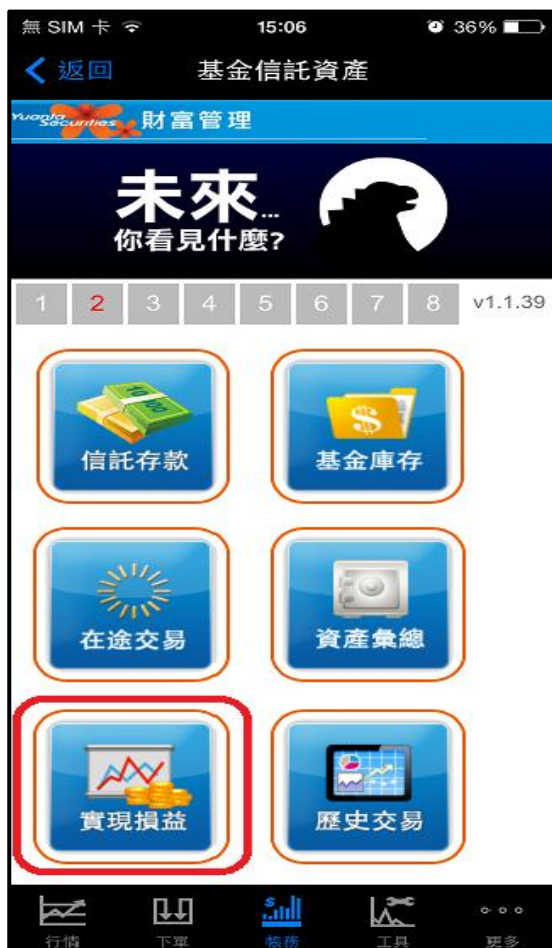 無 SIM 卡 15:06 36%
返回 基金信託資產
Yuanta Securities 財富管理
未來...
你看見什麼?
1 2 3 4 5 6 7 8 v1.1.39
信託存款 基金庫存
在途交易 資產彙總
實現損益 歷史交易
行情 下單 帳務 工具 更多